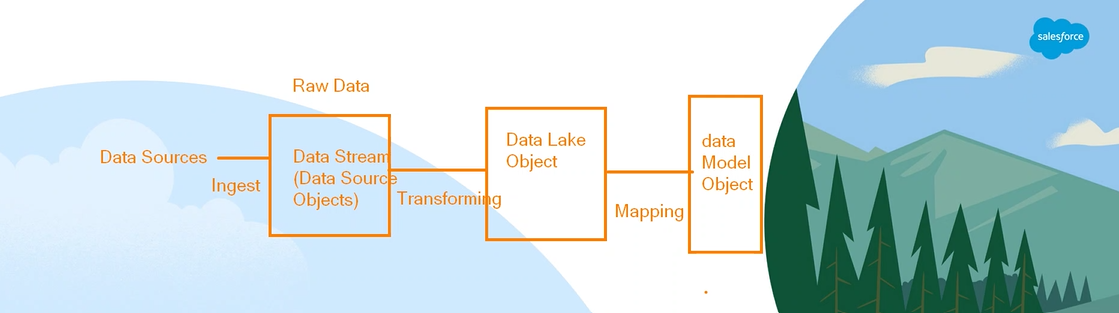 salesforce
Raw Data
Data Sources
Ingest
Data Stream
(Data Source
Objects)
Transforming
Data Lake
Object
Mapping
data
Model
Object